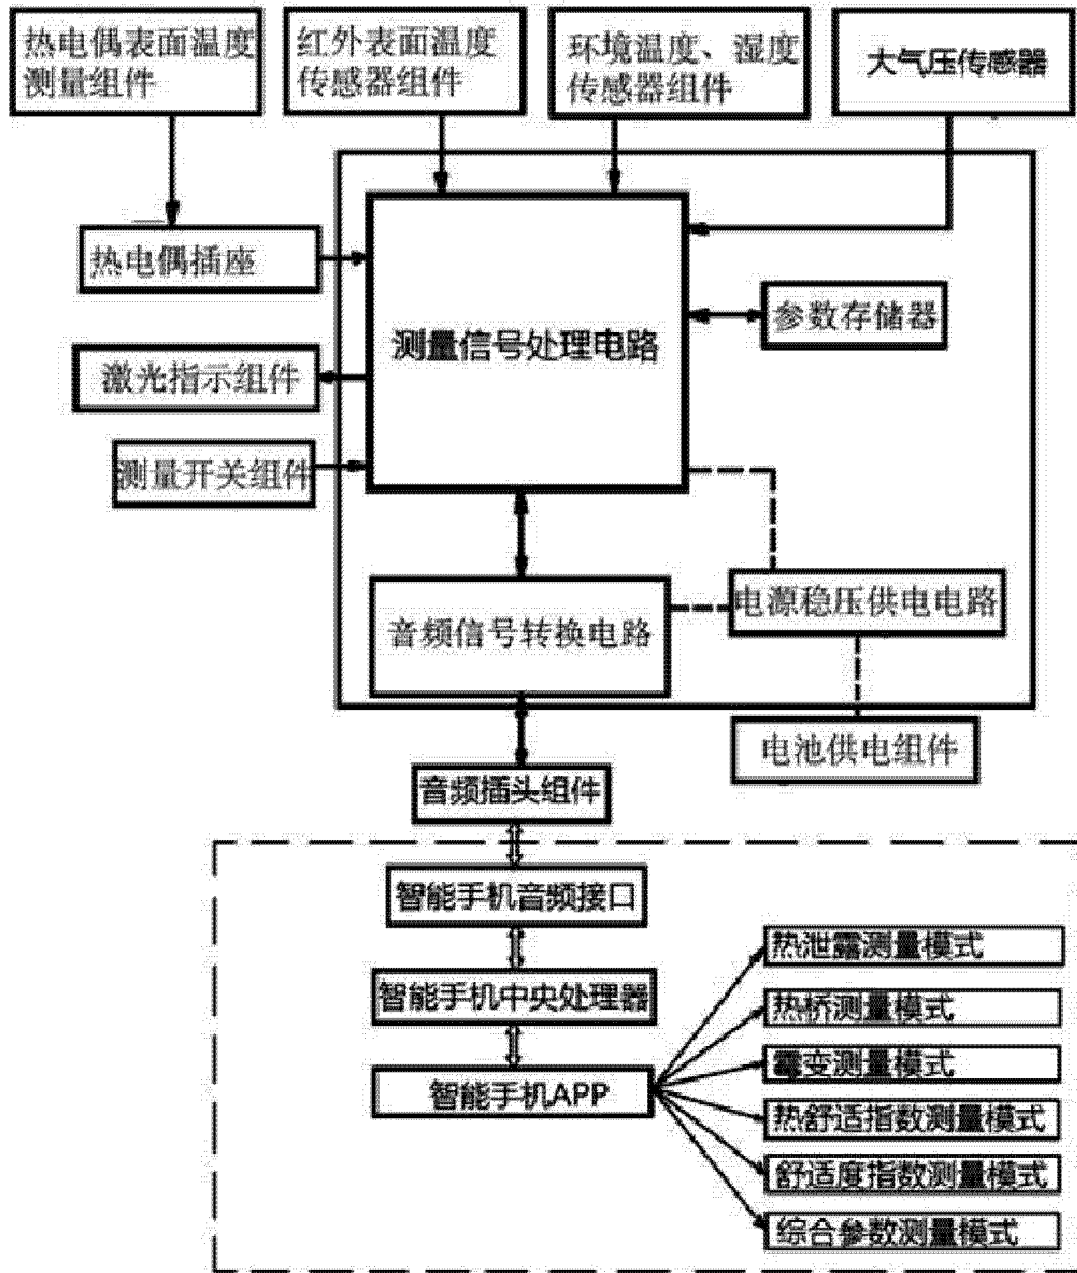 热电偶表面温度
测量组件
红外表面温度
传感器组件
环境温度、湿度
传感器组件
大气压传感器
热电偶插座
测量信号处理电路
参数存储器
激光指示组件
测量开关组件
音频信号转换电路
电源稳压供电电路
电池供电组件
音频插头组件
智能手机音频接口
智能手机中央处理器
智能手机APP
热泄露测量模式
热桥测量模式
霉变测量模式
热舒适指数测量模式
舒适度指数测量模式
综合参数测量模式